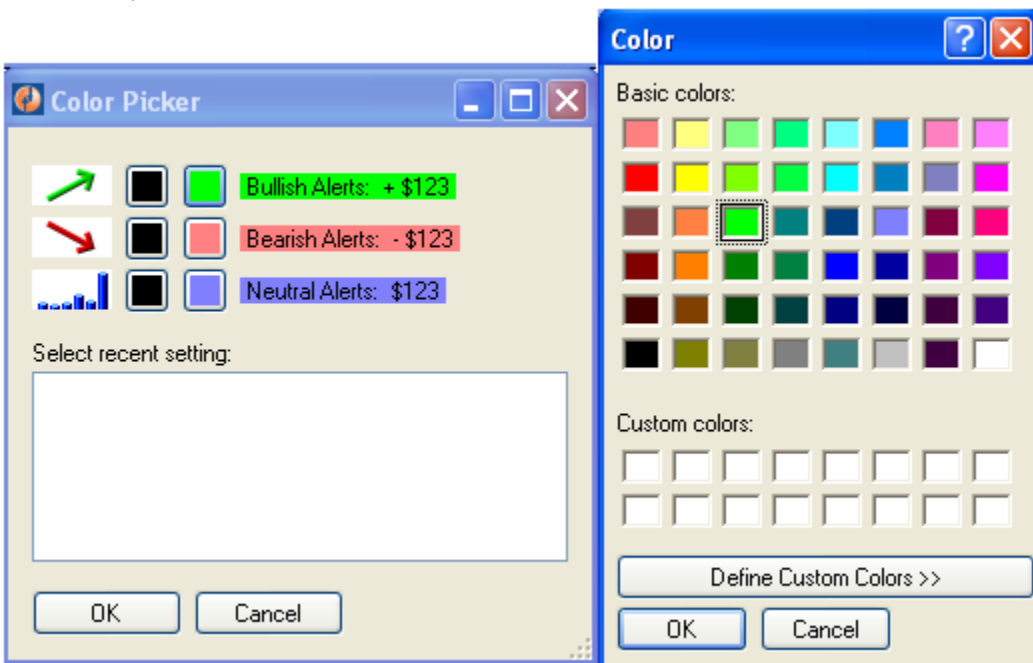 Color Picker
Bullish Alerts: + $123
Bearish Alerts: - $123
Neutral Alerts: $123
Select recent setting:
OK
Cancel
Color
?
Basic colors:
Custom colors:
Define Custom Colors >>
OK
Cancel